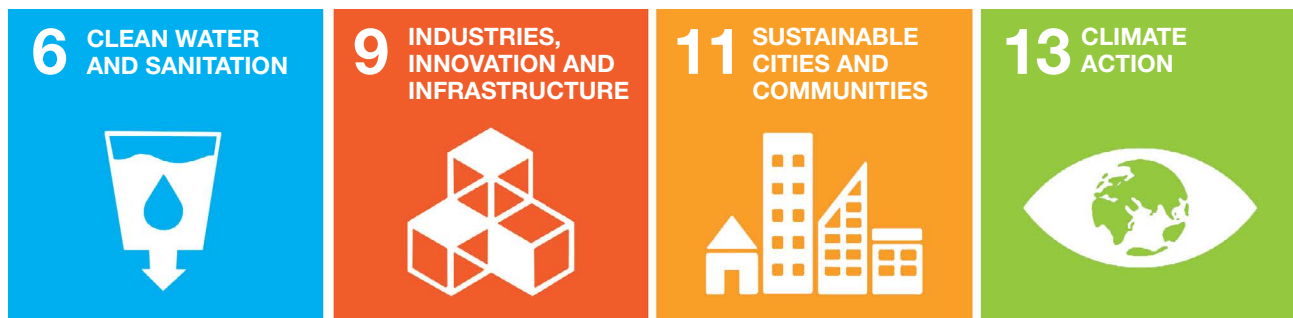 6 CLEAN WATER
AND SANITATION
9 INDUSTRIES,
INNOVATION AND
INFRASTRUCTURE
11 SUSTAINABLE
CITIES AND
COMMUNITIES
13 CLIMATE
ACTION